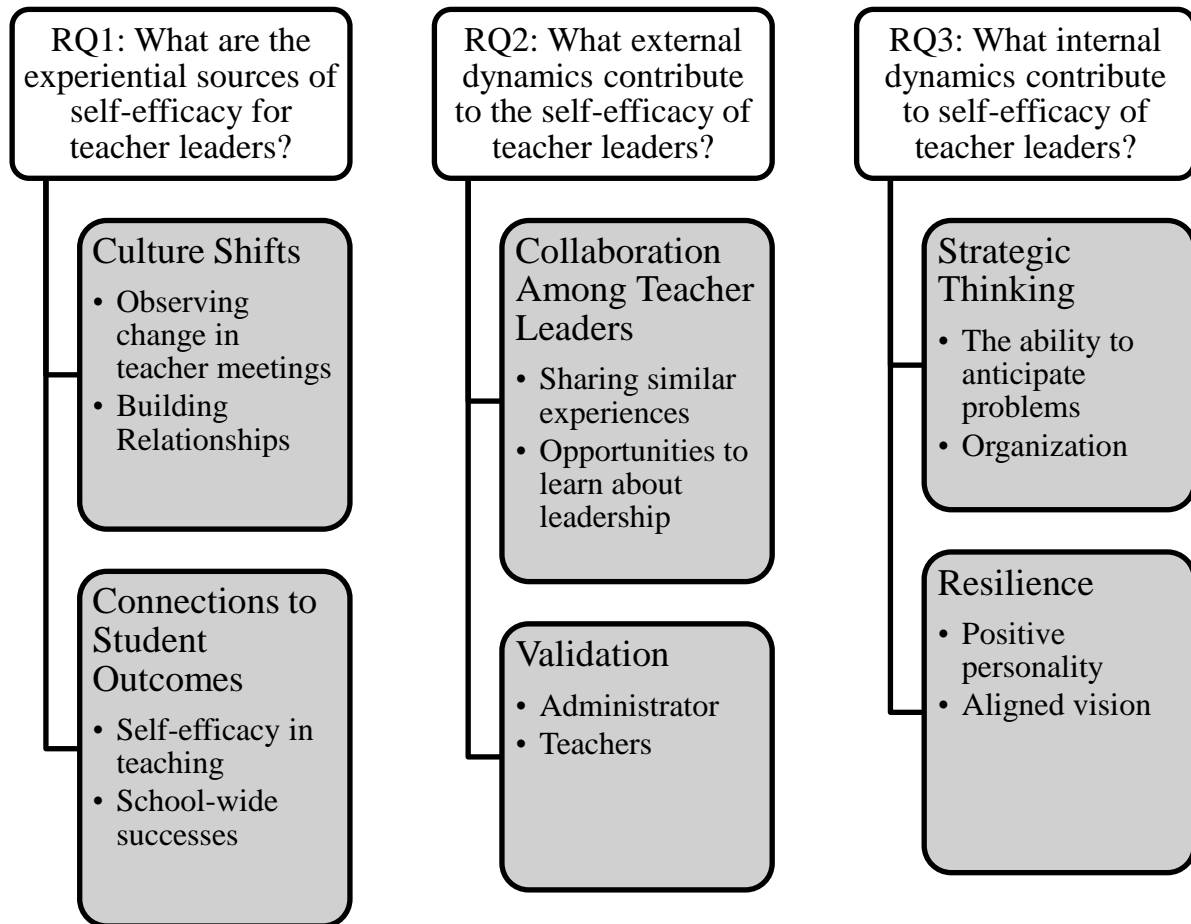 RQ1: What are the
experiential sources of
self-efficacy for
teacher leaders?
Culture Shifts
• Observing
change in
teacher meetings
• Building
Relationships
Connections to
Student
Outcomes
• Self-efficacy in
teaching
• School-wide
successes
RQ2: What external
dynamics contribute
to the self-efficacy of
teacher leaders?
Collaboration
Among Teacher
Leaders
• Sharing similar
experiences
• Opportunities to
learn about
leadership
Validation
• Administrator
• Teachers
RQ3: What internal
dynamics contribute
to self-efficacy of
teacher leaders?
Strategic
Thinking
• The ability to
anticipate
problems
• Organization
Resilience
• Positive
personality
• Aligned vision